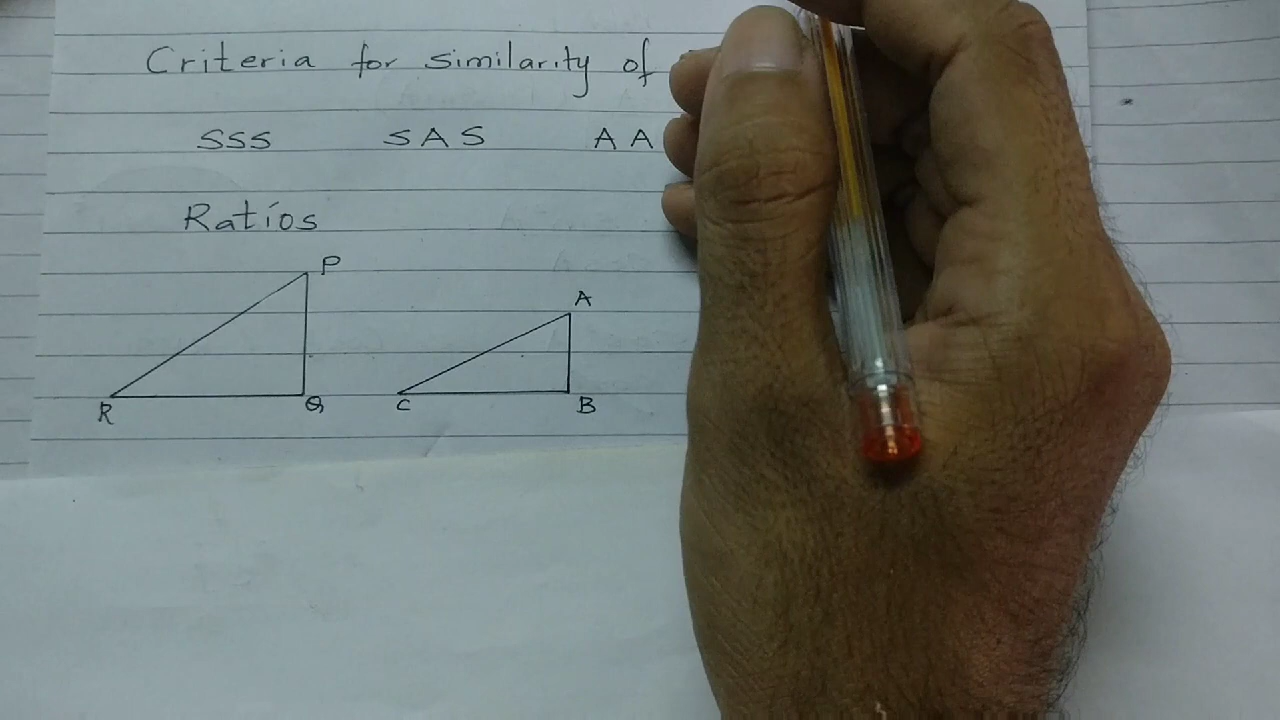 Criteria for similarity of
SSS SAS AA
Ratios
P
A
R Q C B